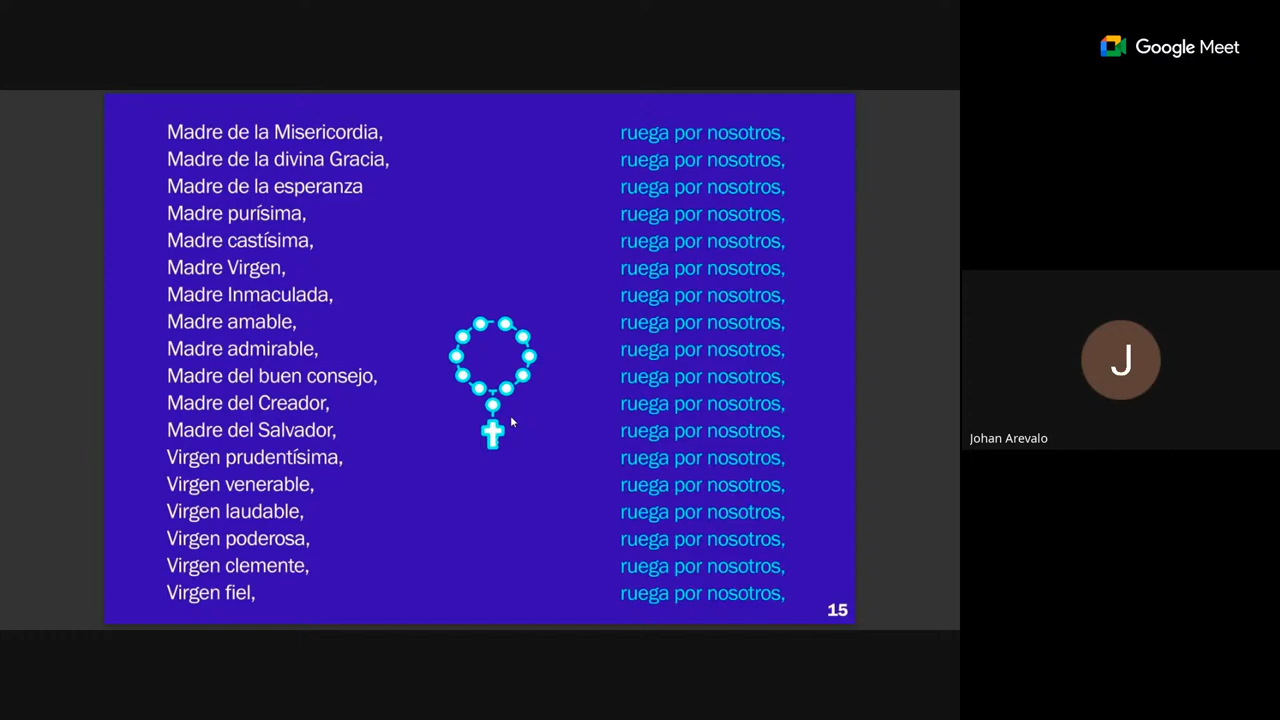 Google Meet
Madre de la Misericordia, ruega por nosotros,
Madre de la divina Gracia, ruega por nosotros,
Madre de la esperanza ruega por nosotros,
Madre purísima, ruega por nosotros,
Madre castísima, ruega por nosotros,
Madre Virgen, ruega por nosotros,
Madre Inmaculada, ruega por nosotros,
Madre amable, ruega por nosotros,
Madre admirable, ruega por nosotros,
Madre del buen consejo, ruega por nosotros,
Madre del Creador, ruega por nosotros,
Madre del Salvador, ruega por nosotros,
Virgen prudentísima, ruega por nosotros,
Virgen venerable, ruega por nosotros,
Virgen laudable, ruega por nosotros,
Virgen poderosa, ruega por nosotros,
Virgen clemente, ruega por nosotros,
Virgen fiel, ruega por nosotros,
15
J
Johan Arevalo